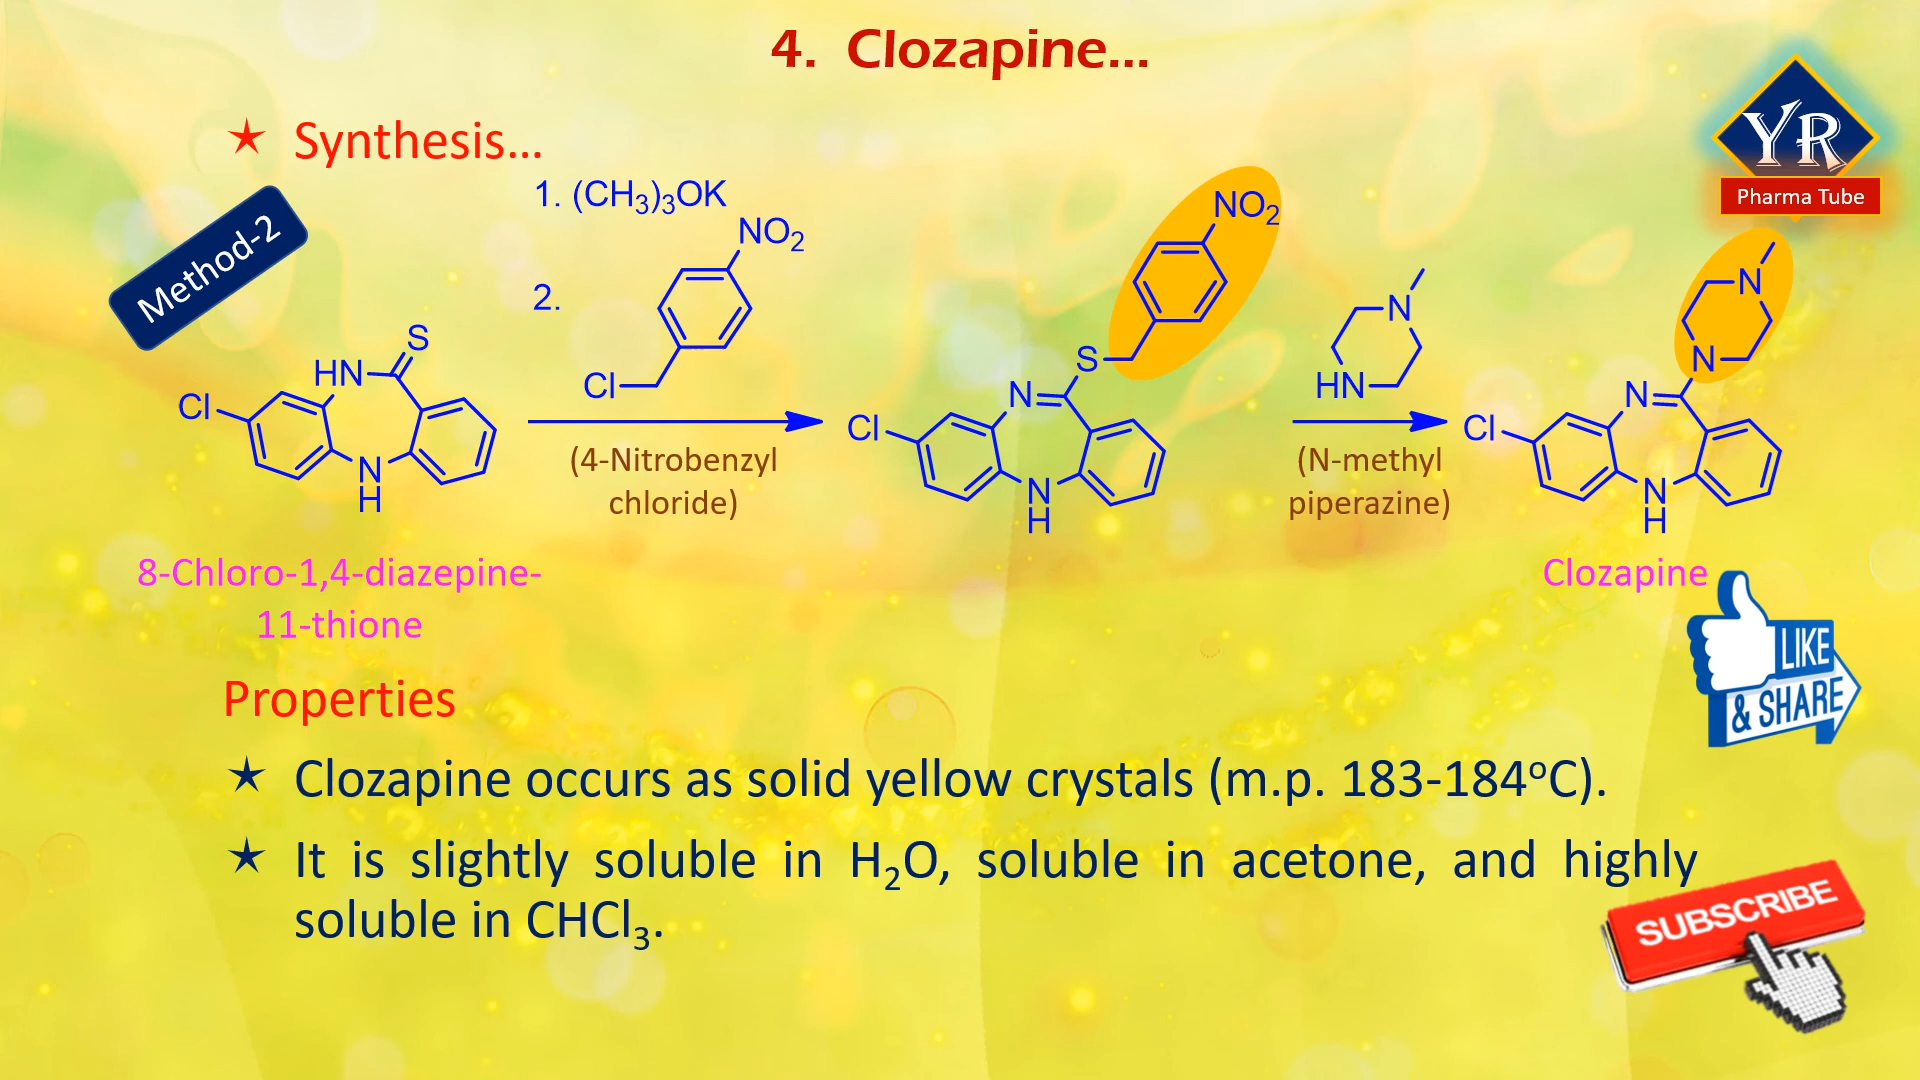 4. Clozapine...
YR
Pharma Tube
★ Synthesis...
Method-2
1. (CH₃)₃OK
NO₂
2.
Cl
(4-Nitrobenzyl
chloride)
S
HN
Cl
N
H
8-Chloro-1,4-diazepine-
11-thione
NO₂
S
N
Cl
N
H
N
HN
(N-methyl
piperazine)
N
N
N
Cl
N
H
Clozapine
LIKE
& SHARE
Properties
★ Clozapine occurs as solid yellow crystals (m.p. 183-184ºC).
★ It is slightly soluble in H₂O, soluble in acetone, and highly
soluble in CHCl₃.
SUBSCRIBE